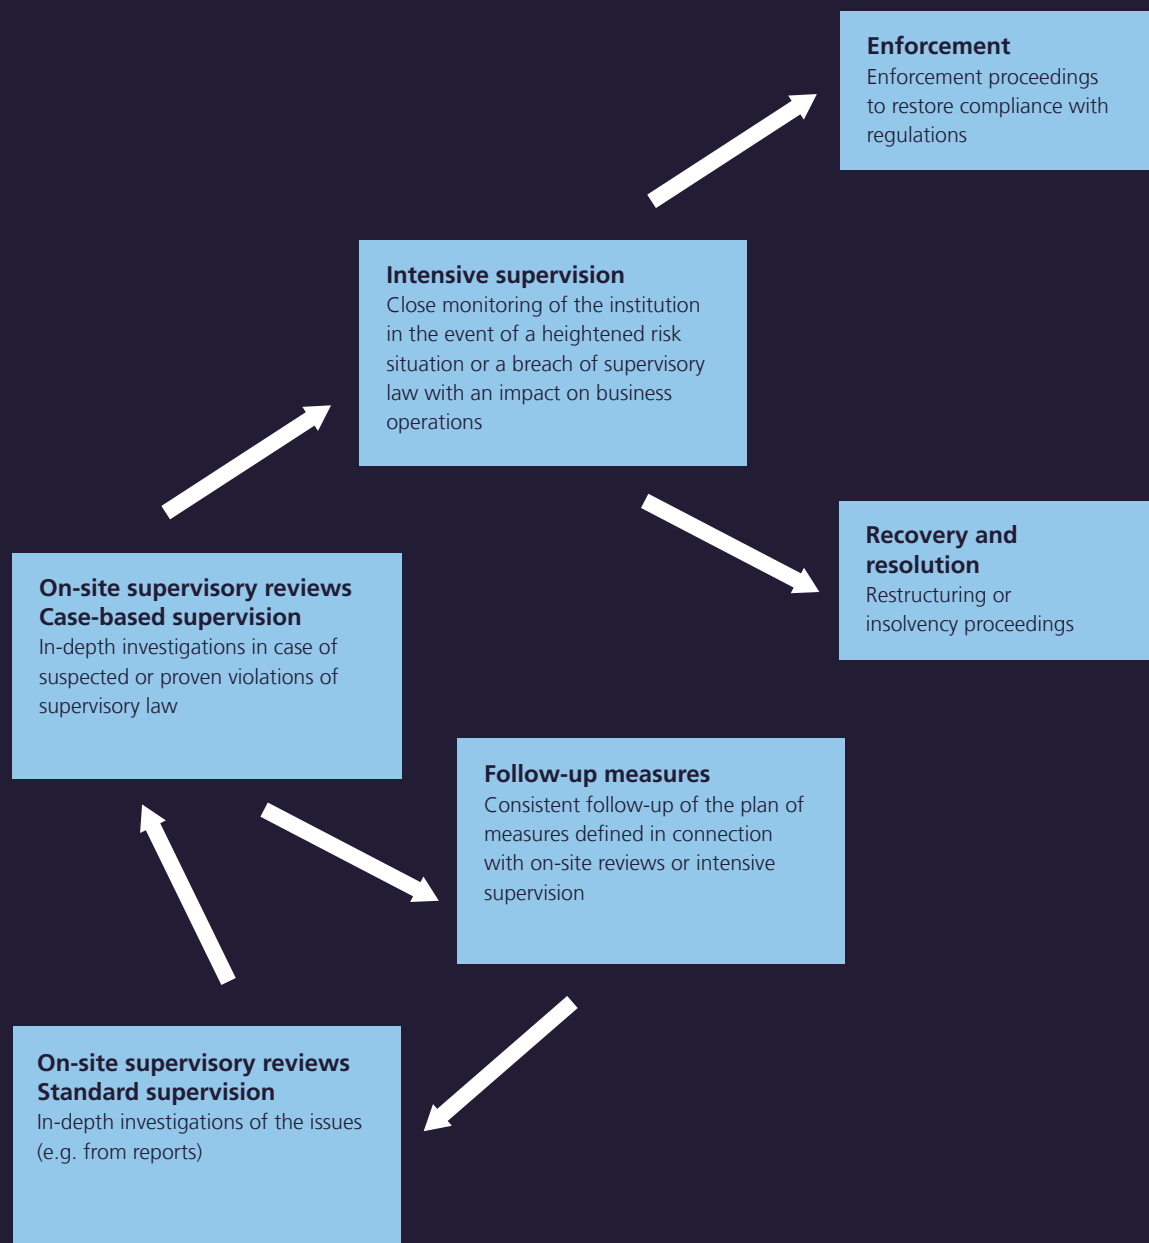 Enforcement
Enforcement proceedings
to restore compliance with
regulations
Intensive supervision
Close monitoring of the institution
in the event of a heightened risk
situation or a breach of supervisory
law with an impact on business
operations
Recovery and
resolution
Restructuring or
insolvency proceedings
On-site supervisory reviews
Case-based supervision
In-depth investigations in case of
suspected or proven violations of
supervisory law
Follow-up measures
Consistent follow-up of the plan of
measures defined in connection
with on-site reviews or intensive
supervision
On-site supervisory reviews
Standard supervision
In-depth investigations of the issues
(e.g. from reports)